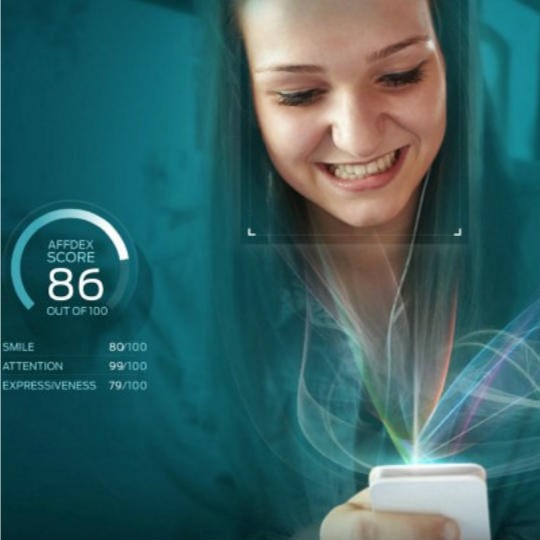 AFFDEX
SCORE
86
OUT OF 100
SMILE 80/100
ATTENTION 99/100
EXPRESSIVENESS 79/100